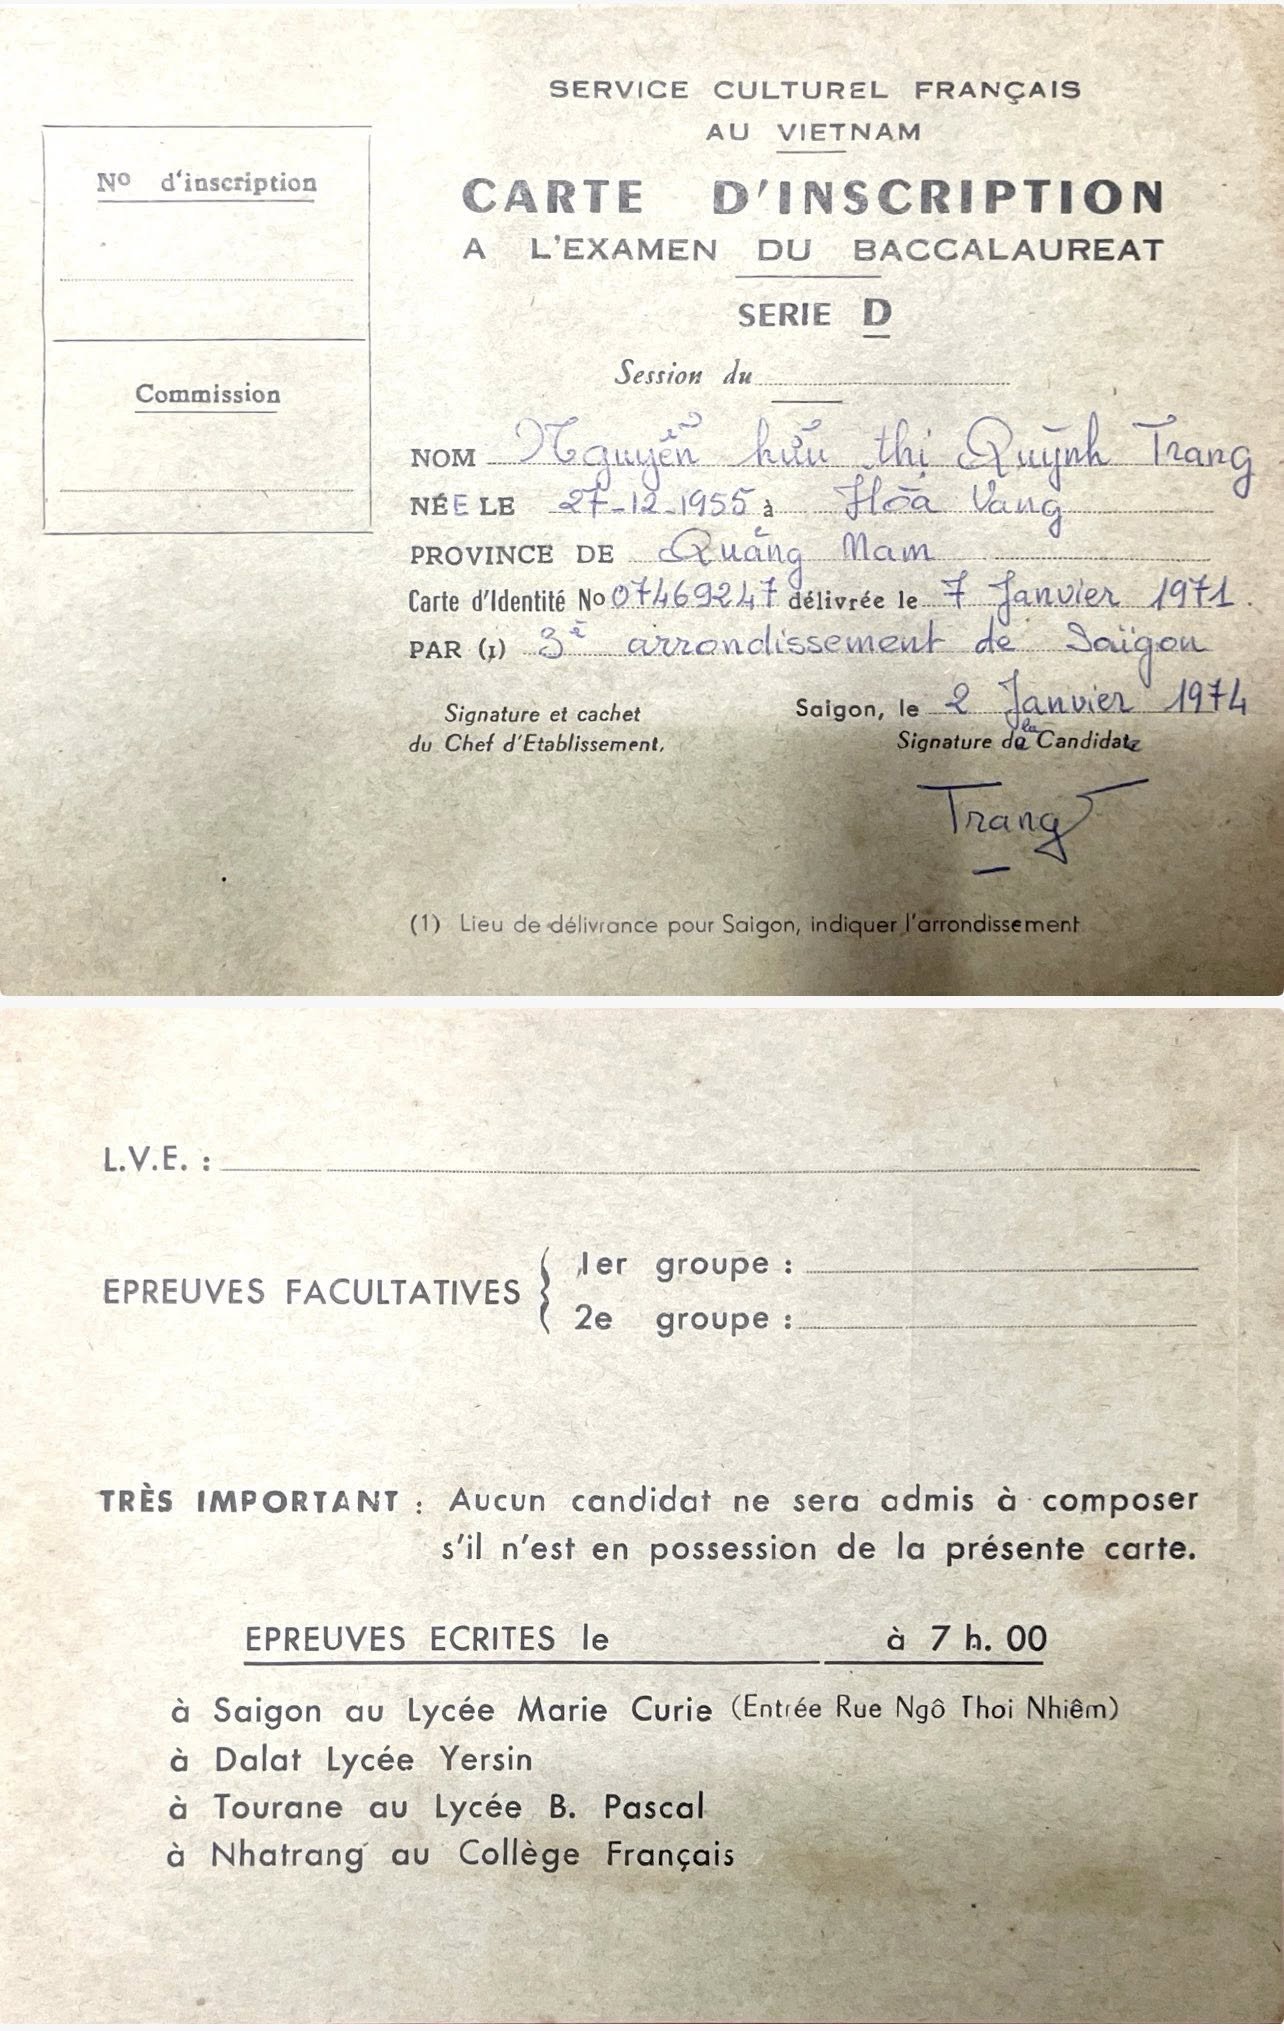 SERVICE CULTUREL FRANÇAIS
AU VIETNAM
CARTE D'INSCRIPTION
A L'EXAMEN DU BACCALAUREAT
SERIE D
Session du
Nº d'inscription
Commission
NOM Nguyễn hữu thị Quỳnh Trang
NÉE LE 27-12-1955 à Hòa Vang
PROVINCE DE Quảng Nam
Carte d'Identité No 07469247 délivrée le 7 Janvier 1971.
PAR (1) 3è arrondissement de Saïgon
Saigon, le 2 Janvier 1974
Signature et cachet
du Chef d'Etablissement,
Signature de la Candidate
Trang
(1) Lieu de délivrance pour Saigon, indiquer l'arrondissement
L.V.E. :
EPREUVES FACULTATIVES { 1er groupe :
2e groupe :
TRÈS IMPORTANT : Aucun candidat ne sera admis à composer
s'il n'est en possession de la présente carte.
EPREUVES ECRITES le à 7 h. 00
à Saigon au Lycée Marie Curie (Entrée Rue Ngô Thoi Nhiêm)
à Dalat Lycée Yersin
à Tourane au Lycée B. Pascal
à Nhatrang au Collège Français